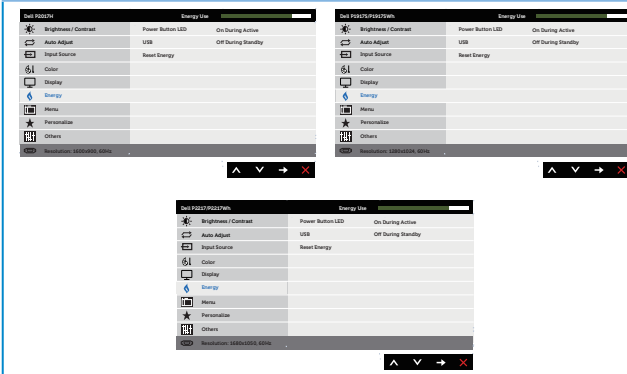 Dell P2017H Energy Use
Brightness / Contrast Power Button LED On During Active
Auto Adjust USB Off During Standby
Input Source Reset Energy
Color
Display
Energy
Menu
Personalize
Others
Resolution: 1600x900, 60Hz
Dell P1917S/P1917SWh Energy Use
Brightness / Contrast Power Button LED On During Active
Auto Adjust USB Off During Standby
Input Source Reset Energy
Color
Display
Energy
Menu
Personalize
Others
Resolution: 1280x1024, 60Hz
Dell P2217/P2217Wh Energy Use
Brightness / Contrast Power Button LED On During Active
Auto Adjust USB Off During Standby
Input Source Reset Energy
Color
Display
Energy
Menu
Personalize
Others
Resolution: 1680x1050, 60Hz